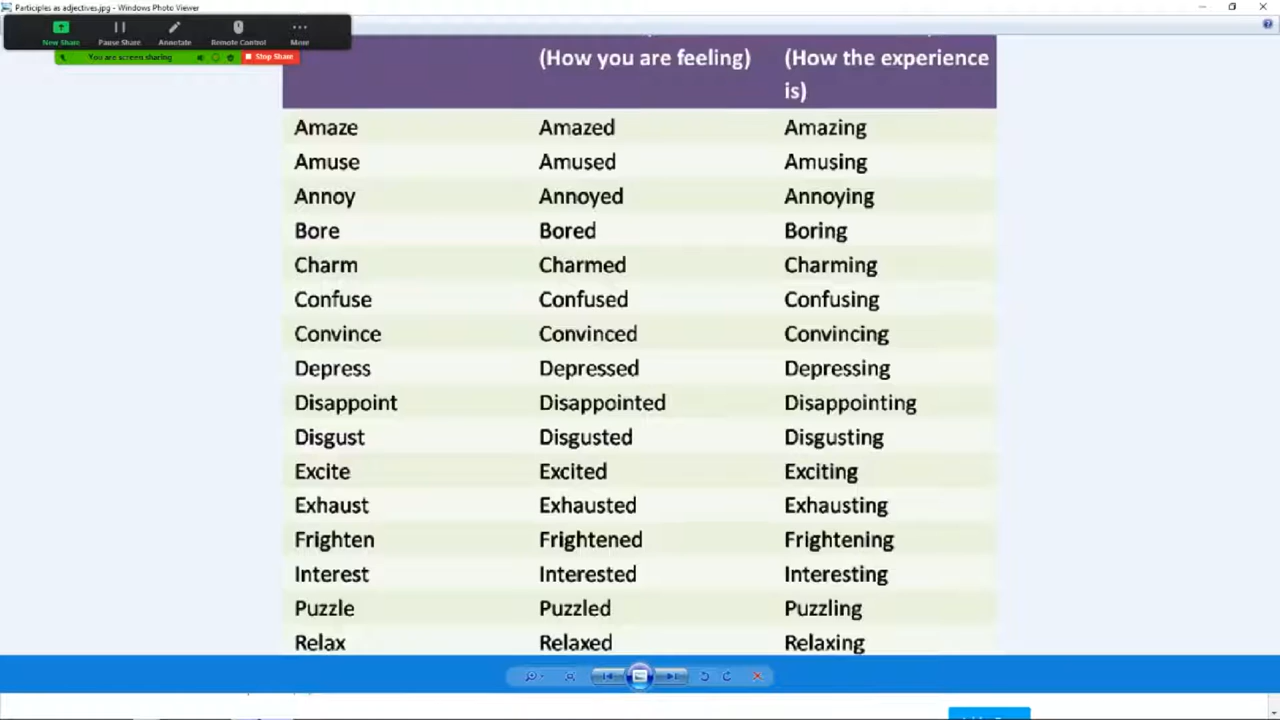 Participles as adjectives.jpg - Windows Photo Viewer
New Share Pause Share Annotate Remote Control More
You are screen sharing Stop Share
(How you are feeling) (How the experience
is)
Amaze Amazed Amazing
Amuse Amused Amusing
Annoy Annoyed Annoying
Bore Bored Boring
Charm Charmed Charming
Confuse Confused Confusing
Convince Convinced Convincing
Depress Depressed Depressing
Disappoint Disappointed Disappointing
Disgust Disgusted Disgusting
Excite Excited Exciting
Exhaust Exhausted Exhausting
Frighten Frightened Frightening
Interest Interested Interesting
Puzzle Puzzled Puzzling
Relax Relaxed Relaxing